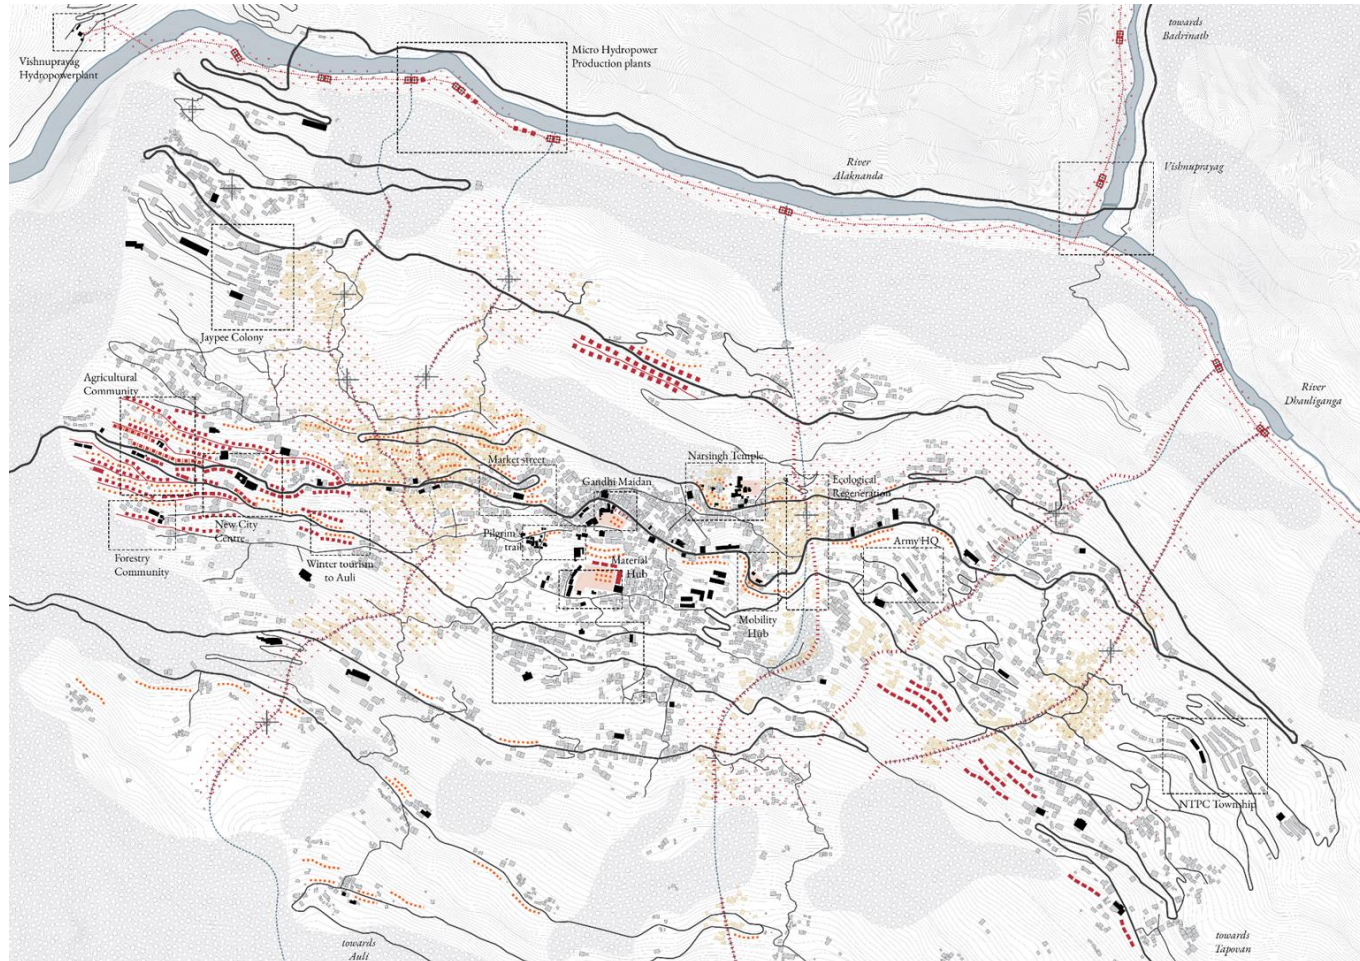 towards
Badrinath
Micro Hydropower
Production plants
Vishnuprayag
Hydropowerplant
River
Alaknanda
Vishnuprayag
Jaypee Colony
River
Dhauliganga
Agricultural
Community
Market street
Narsingh Temple
Gandhi Maidan
Ecological
Regeneration
New City
Centre
Pilgrim
trail
Army HQ
Forestry
Community
Winter tourism
to Auli
Material
Hub
Mobility
Hub
NTPC Township
towards
Auli
towards
Tapovan